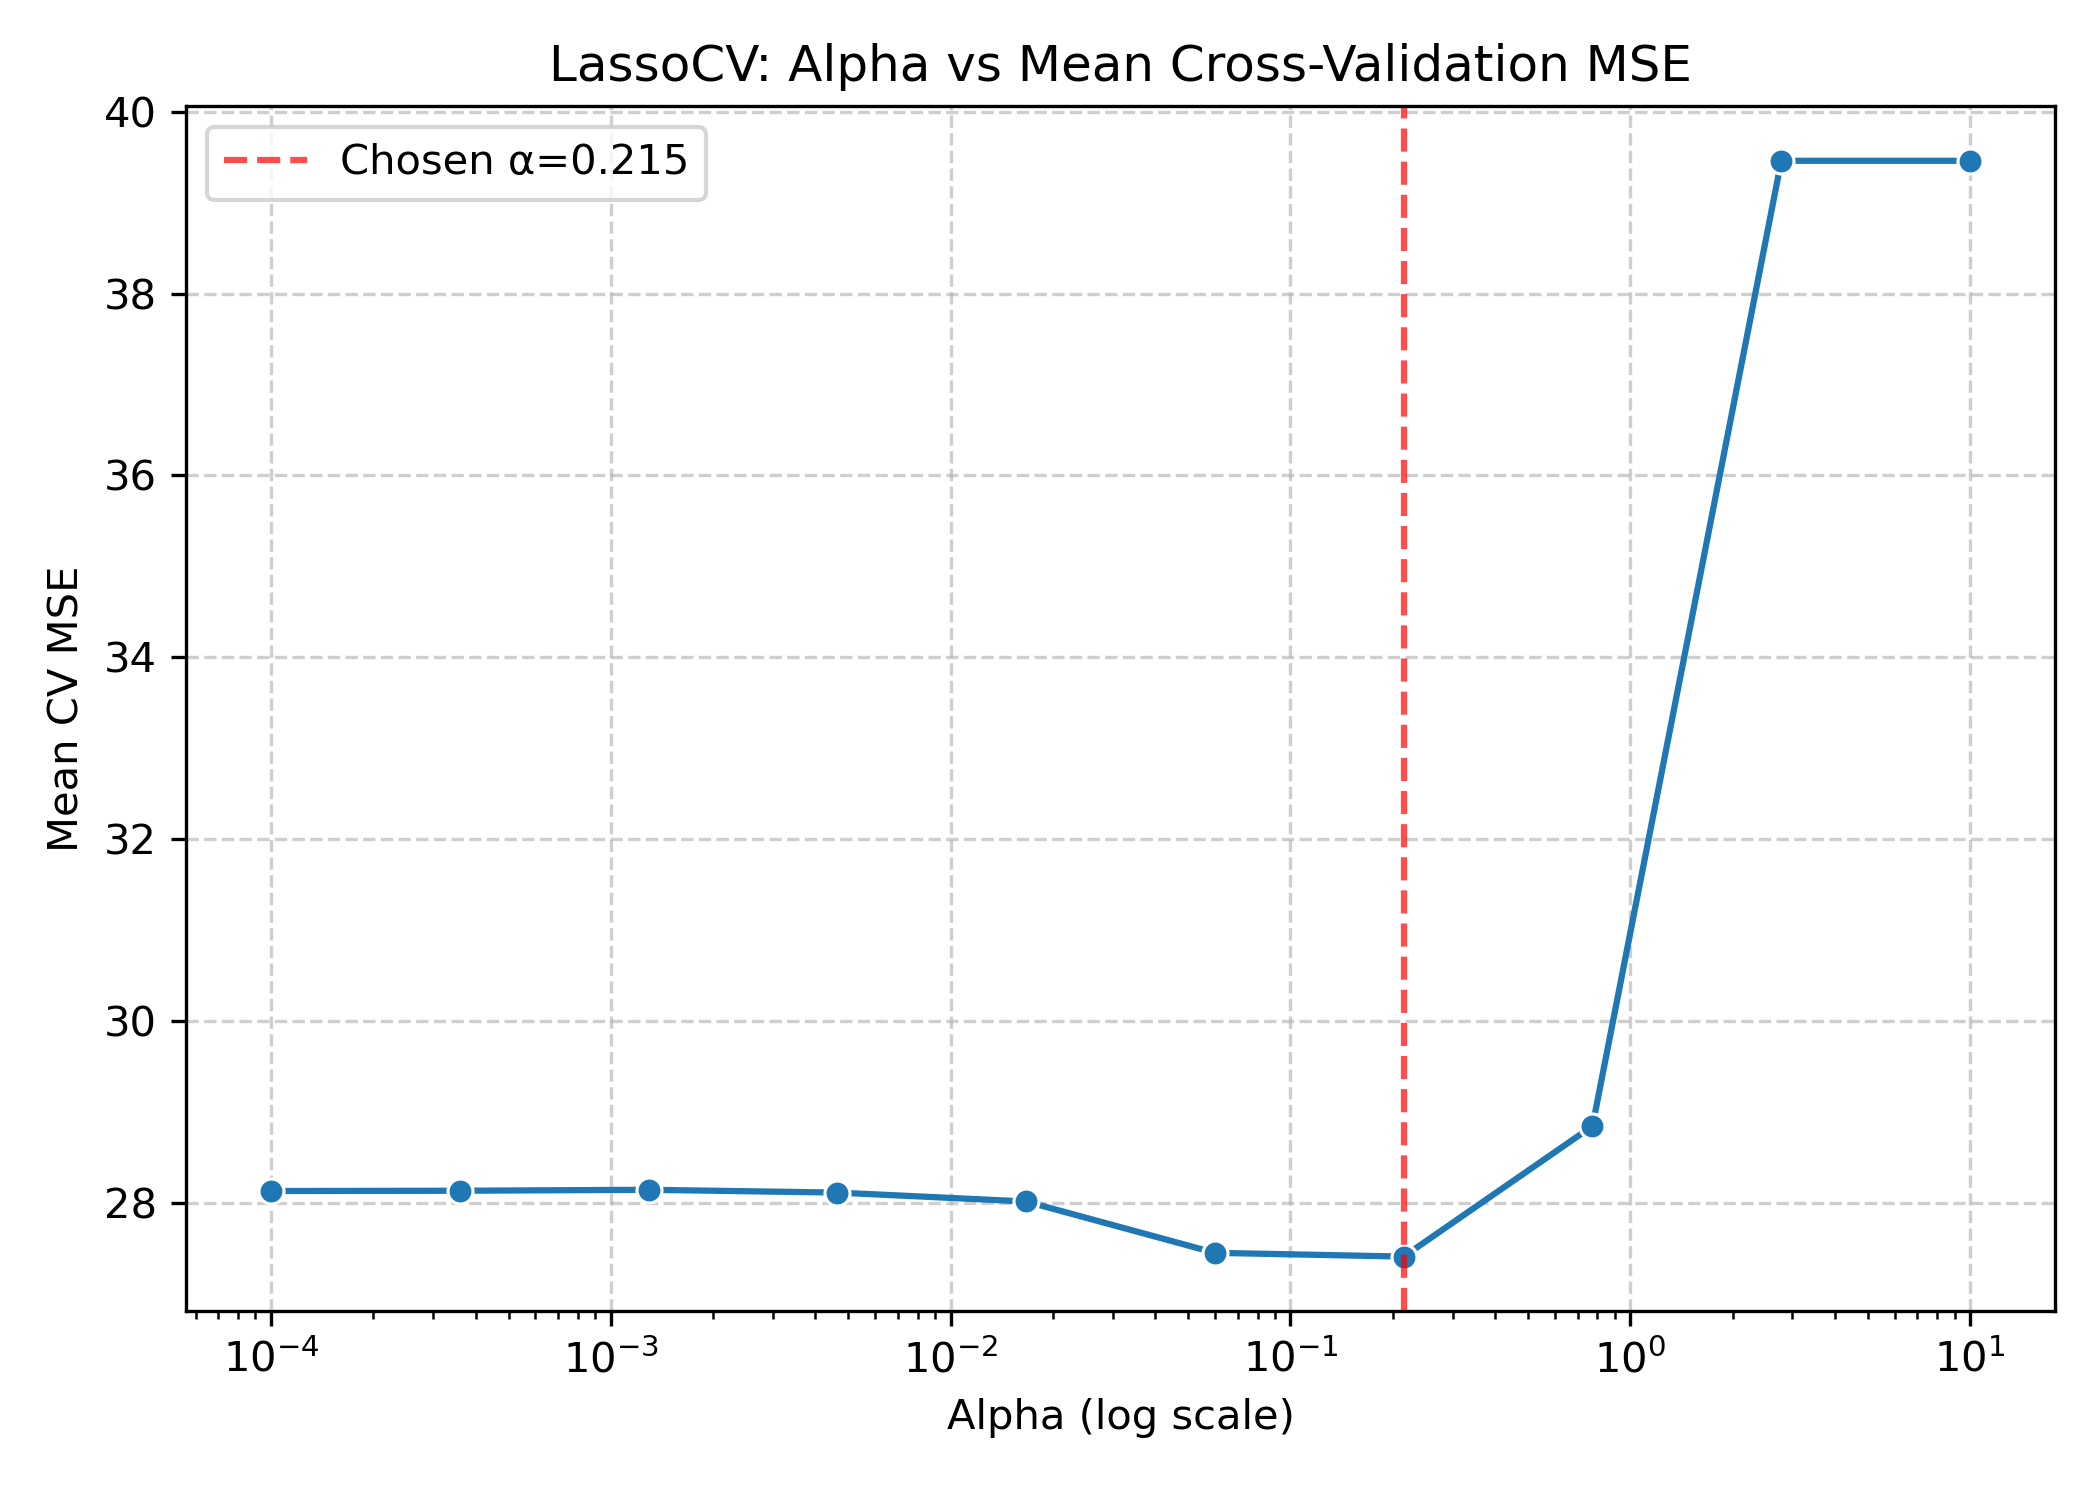 LassoCV: Alpha vs Mean Cross-Validation MSE
Chosen α=0.215
Mean CV MSE
40
38
36
34
32
30
28
10⁻⁴ 10⁻³ 10⁻² 10⁻¹ 10⁰ 10¹
Alpha (log scale)